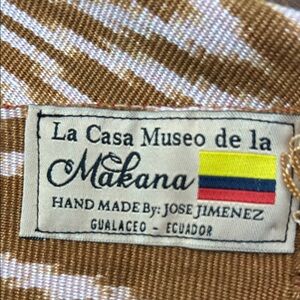 La Casa Museo de la
Makana
HAND MADE By: JOSE JIMENEZ
GUALACEO - ECUADOR